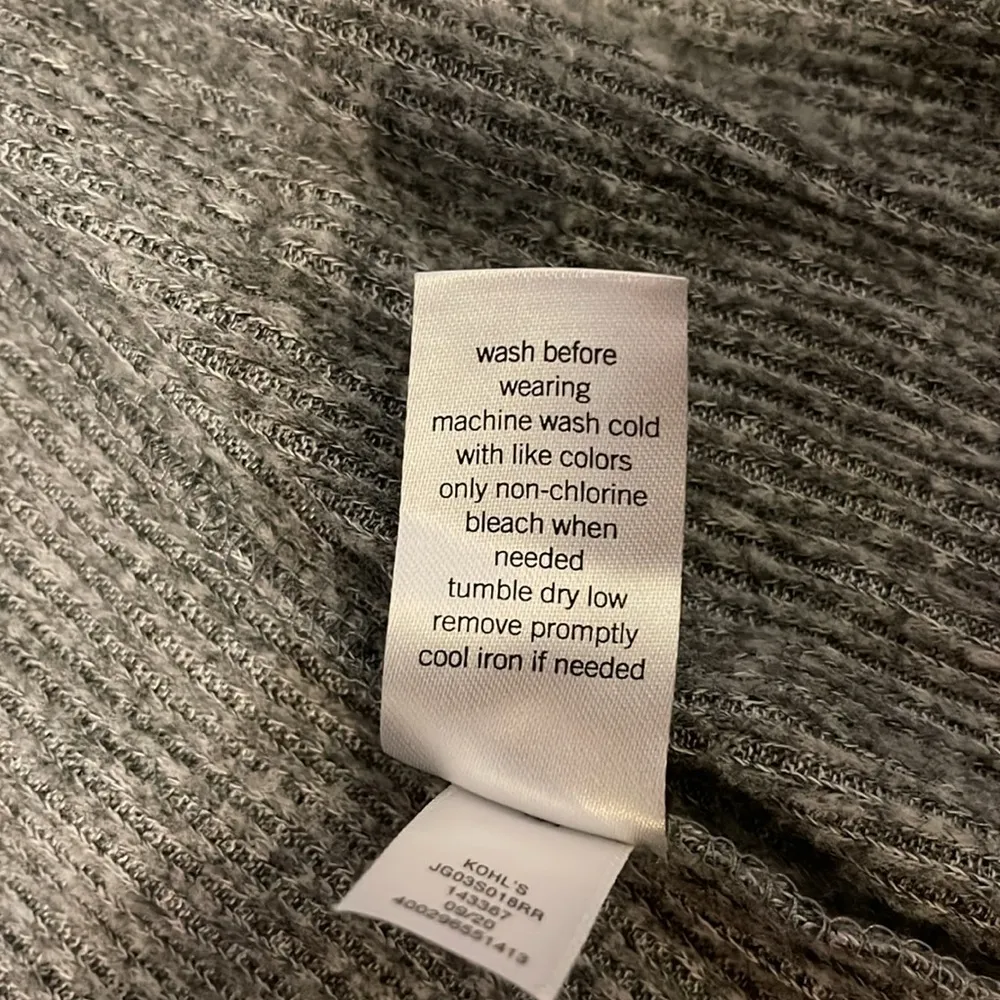 wash before
wearing
machine wash cold
with like colors
only non-chlorine
bleach when
needed
tumble dry low
remove promptly
cool iron if needed
KOHL'S
JG03S018RR
143367
09/20
400296551413